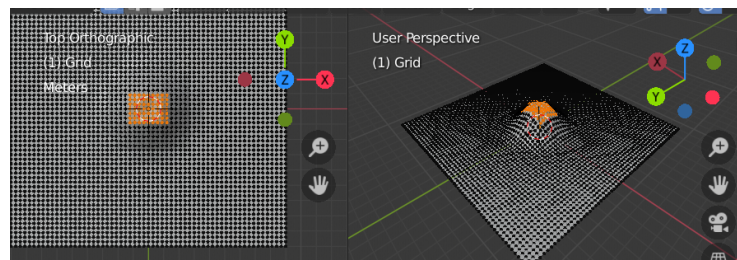 Top Orthographic
(1) Grid
Meters
Y
Z
X
User Perspective
(1) Grid
Z
X
Y